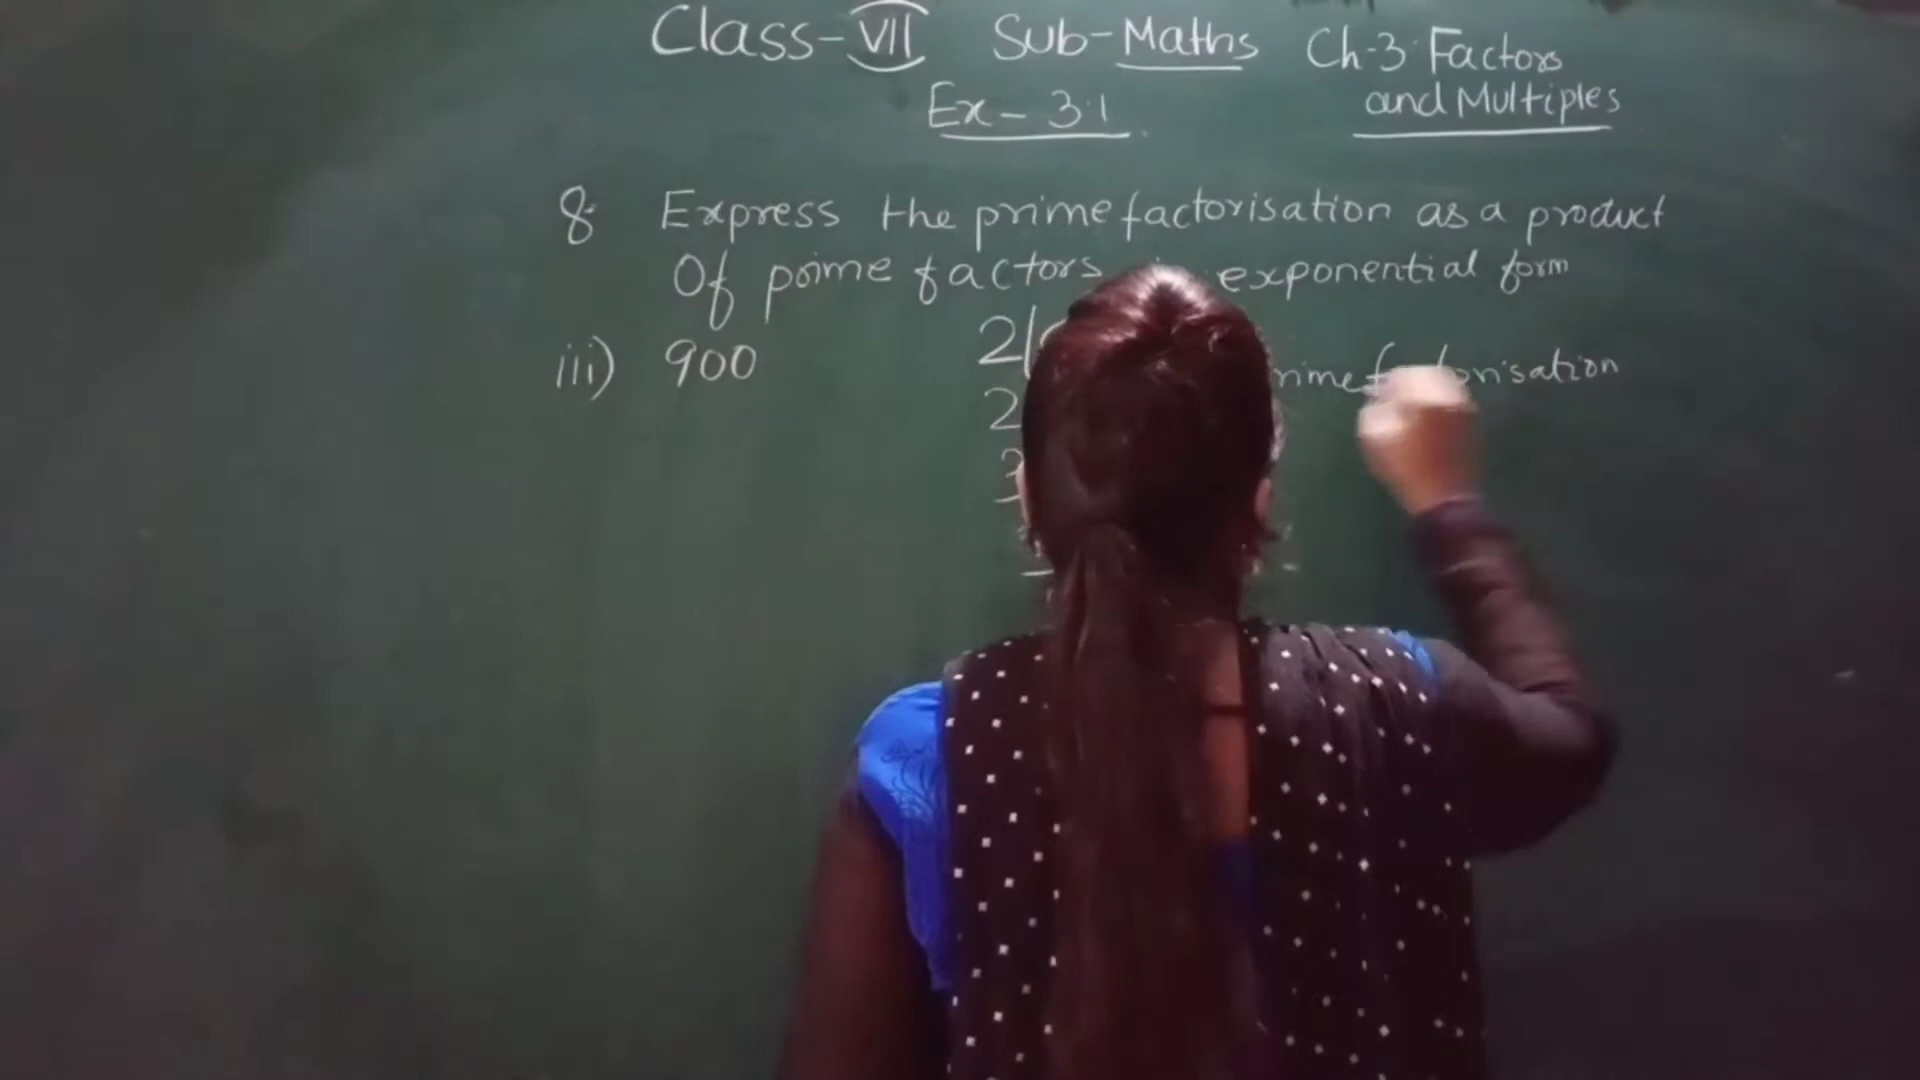 Class-VII Sub-Maths Ch-3 Factors
and Multiples
Ex-3.1
8. Express the prime factorisation as a product
Of prime factors exponential form
iii) 900
2
2
3